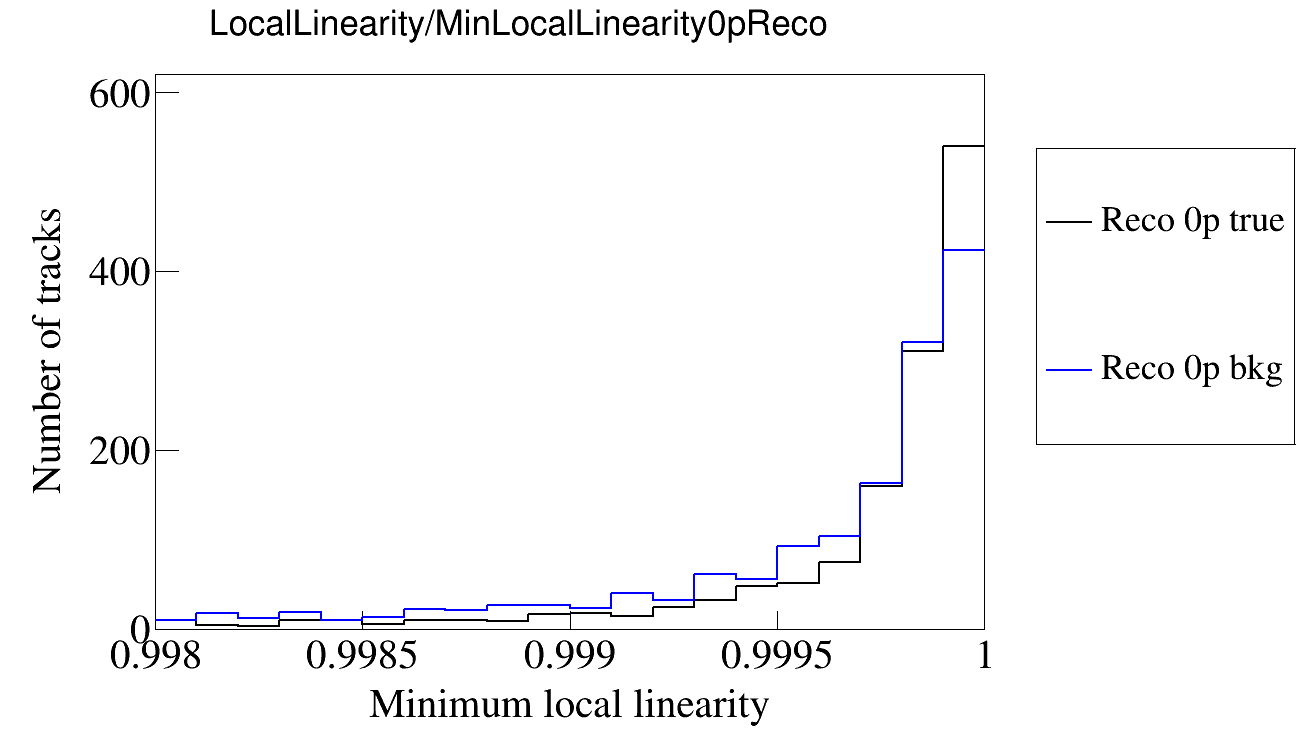 LocalLinearity/MinLocalLinearity0pReco
600
400
200
0
Number of tracks
0.998 0.9985 0.999 0.9995 1
Minimum local linearity
Reco 0p true
Reco 0p bkg